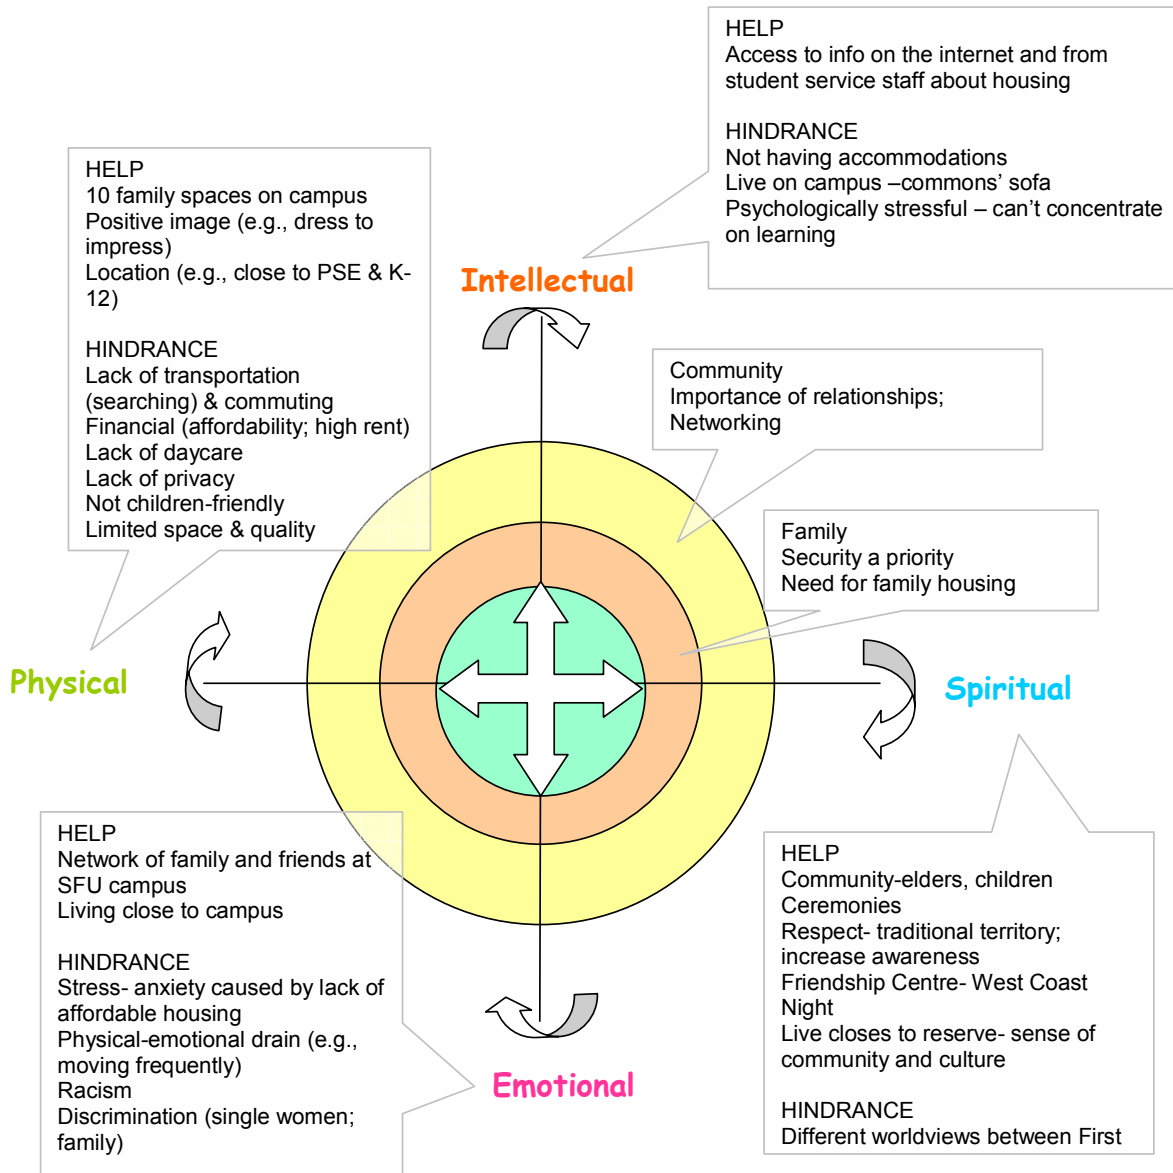 HELP
Access to info on the internet and from
student service staff about housing
HINDRANCE
Not having accommodations
Live on campus –commons’ sofa
Psychologically stressful – can’t concentrate
on learning
HELP
10 family spaces on campus
Positive image (e.g., dress to
impress)
Location (e.g., close to PSE & K-
12)
HINDRANCE
Lack of transportation
(searching) & commuting
Financial (affordability; high rent)
Lack of daycare
Lack of privacy
Not children-friendly
Limited space & quality
Intellectual
Community
Importance of relationships;
Networking
Family
Security a priority
Need for family housing
Physical
Spiritual
HELP
Network of family and friends at
SFU campus
Living close to campus
HINDRANCE
Stress- anxiety caused by lack of
affordable housing
Physical-emotional drain (e.g.,
moving frequently)
Racism
Discrimination (single women;
family)
Emotional
HELP
Community-elders, children
Ceremonies
Respect- traditional territory;
increase awareness
Friendship Centre- West Coast
Night
Live closes to reserve- sense of
community and culture
HINDRANCE
Different worldviews between First